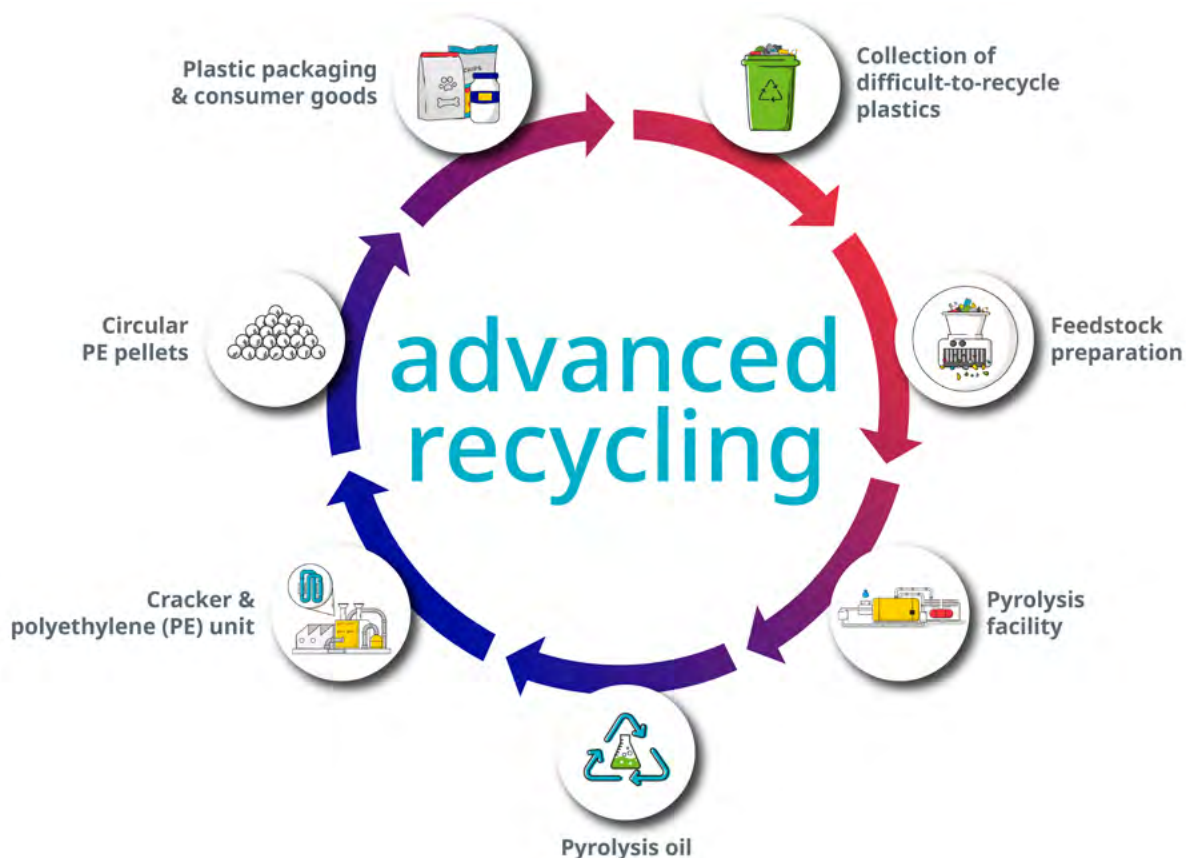 Plastic packaging
& consumer goods
CHIPS
Collection of
difficult-to-recycle
plastics
Circular
PE pellets
advanced
recycling
Feedstock
preparation
Cracker &
polyethylene (PE) unit
Pyrolysis
facility
Pyrolysis oil